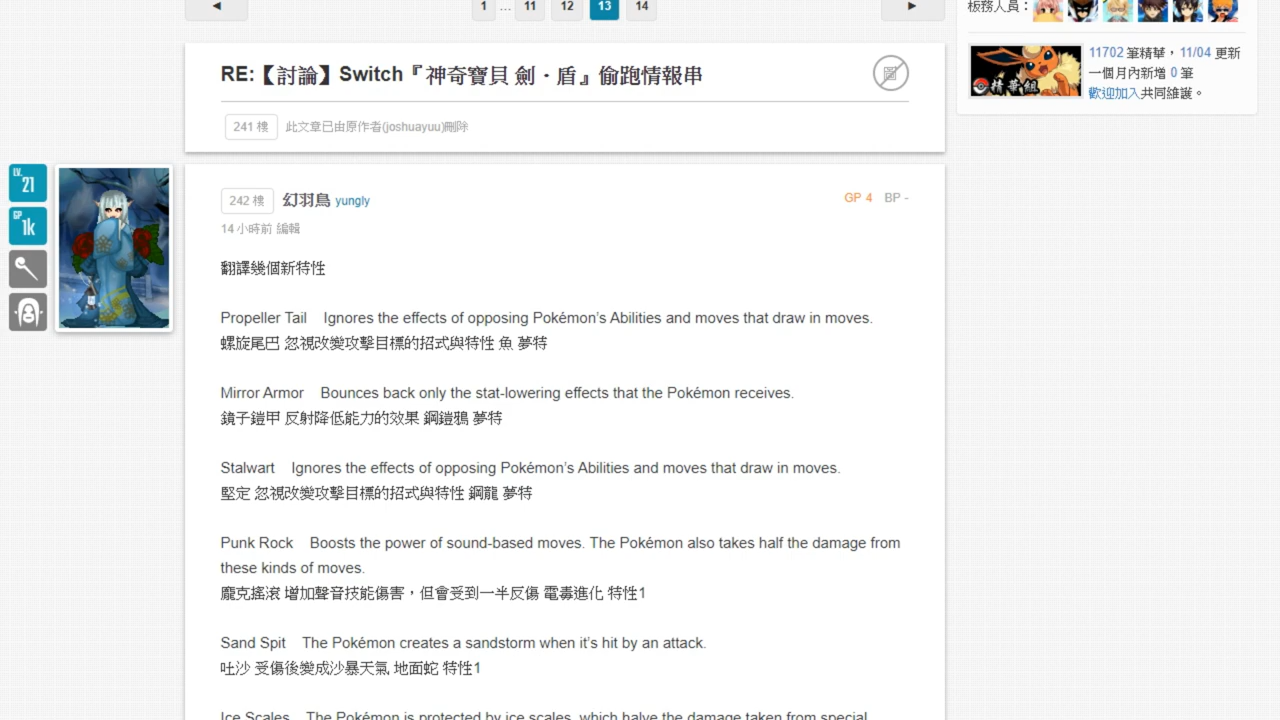 ◀ 1 ... 11 12 13 14 ▶
板務人員：
11702 筆精華，11/04 更新
一個月內新增 0 筆
歡迎加入共同維護。
精華組
RE:【討論】Switch『神奇寶貝 劍・盾』偷跑情報串
241 樓 此文章已由原作者(joshuayuu)刪除
LV. 21
GP 1k
242 樓 幻羽鳥 yungly GP 4 BP -
14 小時前 編輯
翻譯幾個新特性
Propeller Tail Ignores the effects of opposing Pokémon’s Abilities and moves that draw in moves.
螺旋尾巴 忽視改變攻擊目標的招式與特性 魚 夢特
Mirror Armor Bounces back only the stat-lowering effects that the Pokémon receives.
鏡子鎧甲 反射降低能力的效果 鋼鎧鴉 夢特
Stalwart Ignores the effects of opposing Pokémon’s Abilities and moves that draw in moves.
堅定 忽視改變攻擊目標的招式與特性 鋼龍 夢特
Punk Rock Boosts the power of sound-based moves. The Pokémon also takes half the damage from
these kinds of moves.
龐克搖滾 增加聲音技能傷害，但會受到一半反傷 電毒進化 特性1
Sand Spit The Pokémon creates a sandstorm when it’s hit by an attack.
吐沙 受傷後變成沙暴天氣 地面蛇 特性1
Ice Scales The Pokémon is protected by ice scales, which halve the damage taken from special